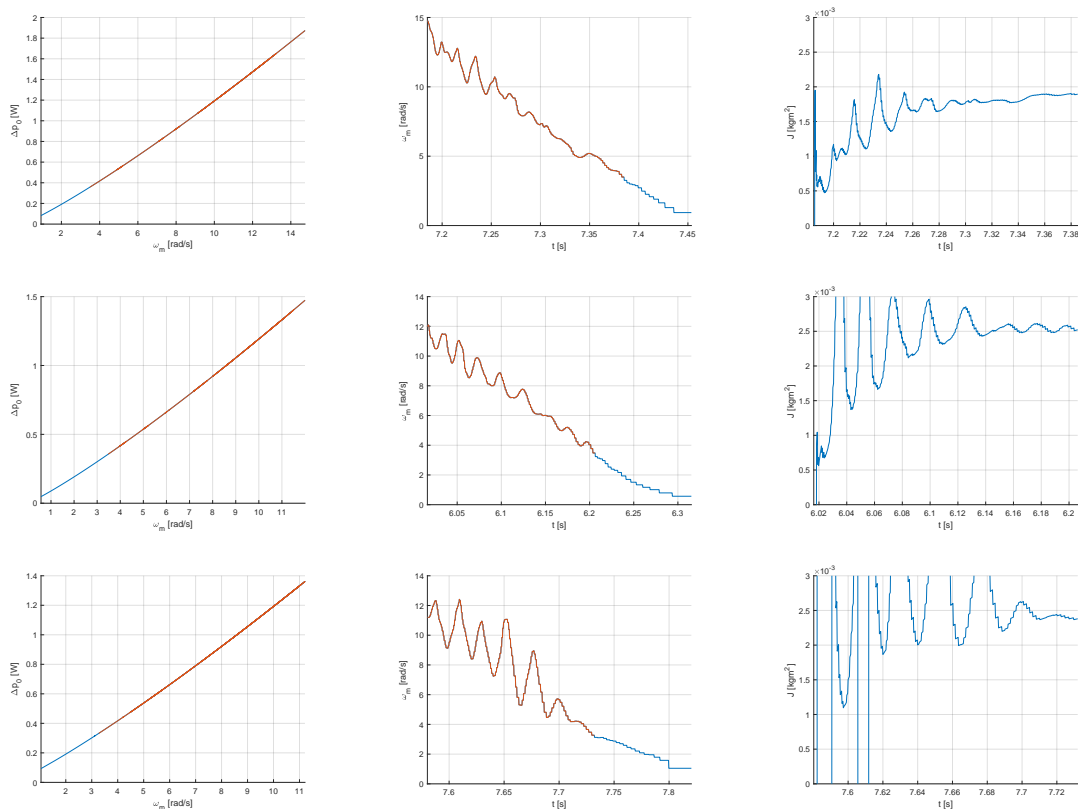 2
1.8
1.6
1.4
1.2
1
0.8
0.6
0.4
0.2
0
Δp₀ [W]
2 4 6 8 10 12 14
ω_m [rad/s]
15
10
5
0
ω_m [rad/s]
7.2 7.25 7.3 7.35 7.4 7.45
t [s]
×10⁻³
3
2.5
2
1.5
1
0.5
0
J [kgm²]
7.2 7.22 7.24 7.26 7.28 7.3 7.32 7.34 7.36 7.38
t [s]
1.5
1
0.5
0
Δp₀ [W]
1 2 3 4 5 6 7 8 9 10 11
ω_m [rad/s]
14
12
10
8
6
4
2
0
ω_m [rad/s]
6.05 6.1 6.15 6.2 6.25 6.3
t [s]
×10⁻³
3
2.5
2
1.5
1
0.5
0
J [kgm²]
6.02 6.04 6.06 6.08 6.1 6.12 6.14 6.16 6.18 6.2
t [s]
1.4
1.2
1
0.8
0.6
0.4
0.2
0
Δp₀ [W]
2 3 4 5 6 7 8 9 10 11
ω_m [rad/s]
14
12
10
8
6
4
2
0
ω_m [rad/s]
7.6 7.65 7.7 7.75 7.8
t [s]
×10⁻³
3
2.5
2
1.5
1
0.5
0
J [kgm²]
7.6 7.62 7.64 7.66 7.68 7.7 7.72
t [s]